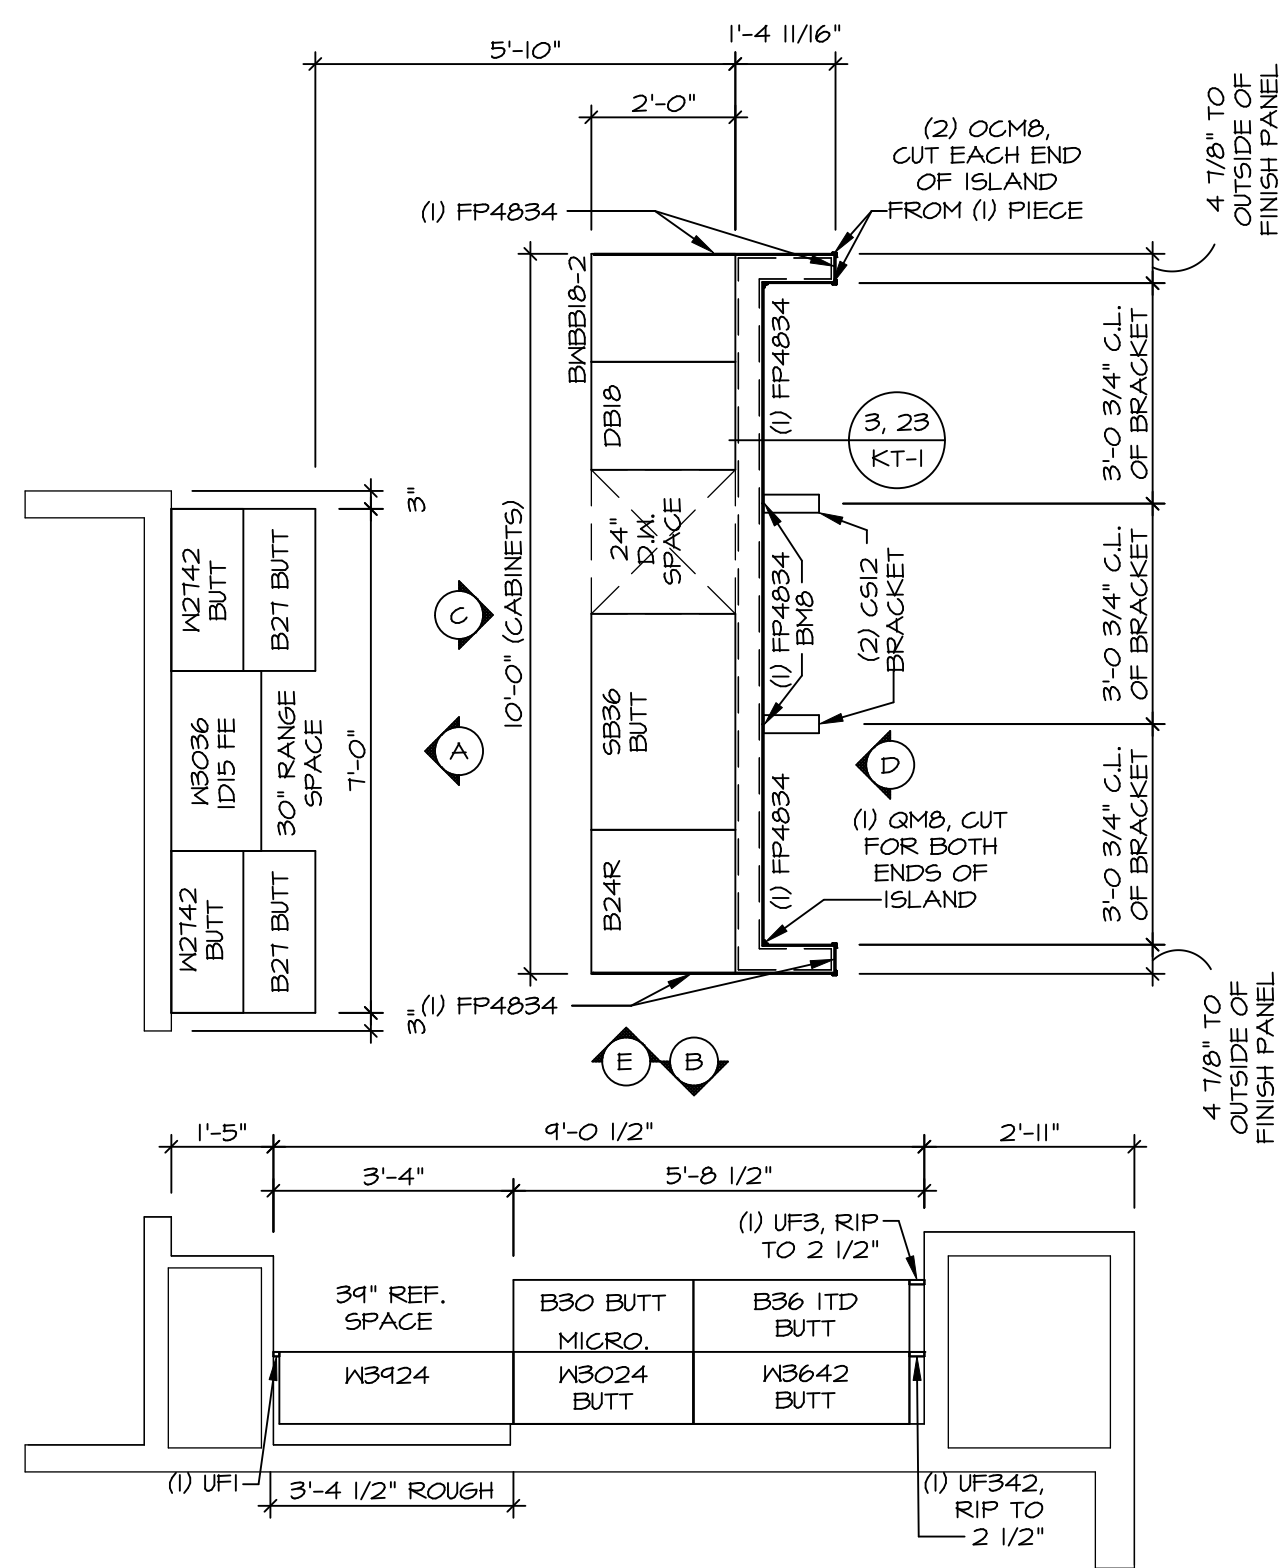 5'-10"
1'-4 11/16"
2'-0"
(2) OCM8,
CUT EACH END
OF ISLAND
FROM (1) PIECE
4 7/8" TO
OUTSIDE OF
FINISH PANEL
(1) FP4834
BWBB18-2
DB18
24"
D.W.
SPACE
SB36
BUTT
B24R
10'-0" (CABINETS)
(1) FP4834
(1) FP4834
BM8
(1) FP4834
3, 23
KT-1
(2) CS12
BRACKET
3'-0 3/4" C.L.
OF BRACKET
3'-0 3/4" C.L.
OF BRACKET
3'-0 3/4" C.L.
OF BRACKET
3"
W2742
BUTT
B27 BUTT
W3036
1D15 FE
30" RANGE
SPACE
7'-0"
W2742
BUTT
B27 BUTT
3"
C
A
D
(1) QM8, CUT
FOR BOTH
ENDS OF
ISLAND
(1) FP4834
E
B
4 7/8" TO
OUTSIDE OF
FINISH PANEL
1'-5"
9'-0 1/2"
2'-11"
3'-4"
5'-8 1/2"
(1) UF3, RIP
TO 2 1/2"
39" REF.
SPACE
B30 BUTT
MICRO.
B36 1TD
BUTT
W3924
W3024
BUTT
W3642
BUTT
(1) UF1
3'-4 1/2" ROUGH
(1) UF342,
RIP TO
2 1/2"